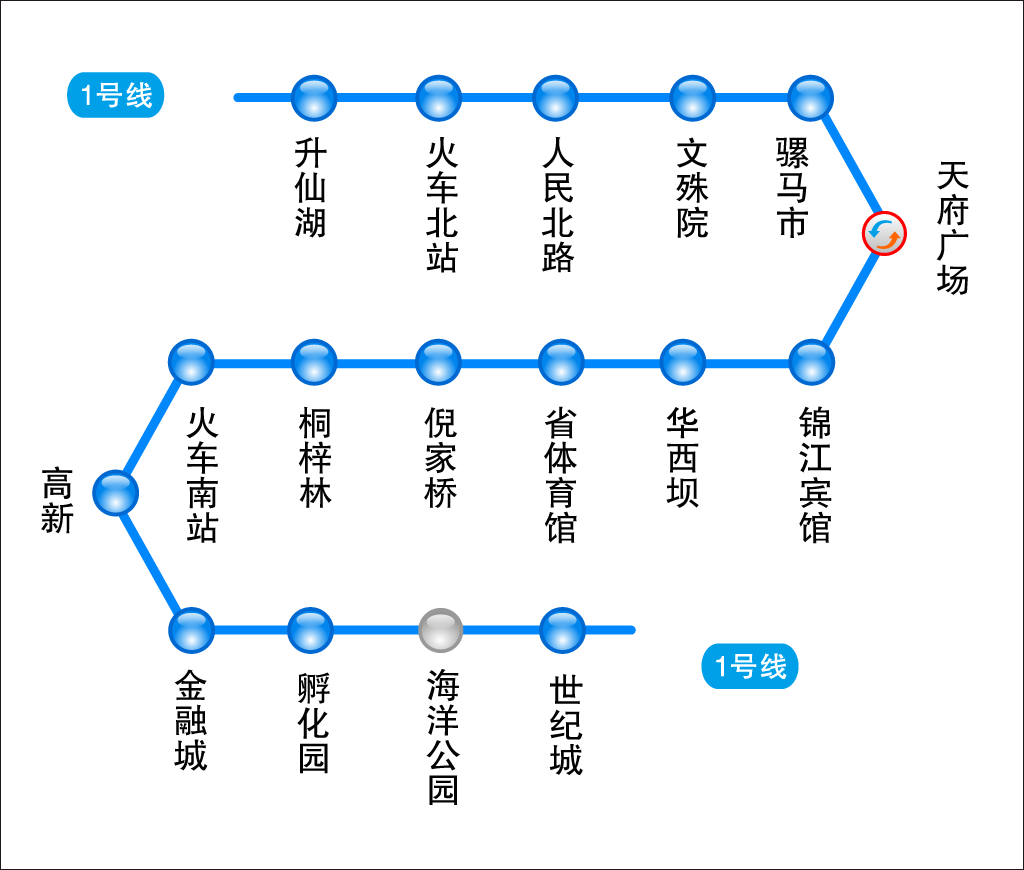 1号线
升仙湖
火车北站
人民北路
文殊院
骡马市
天府广场
锦江宾馆
华西坝
省体育馆
倪家桥
桐梓林
火车南站
高新
金融城
孵化园
海洋公园
世纪城
1号线